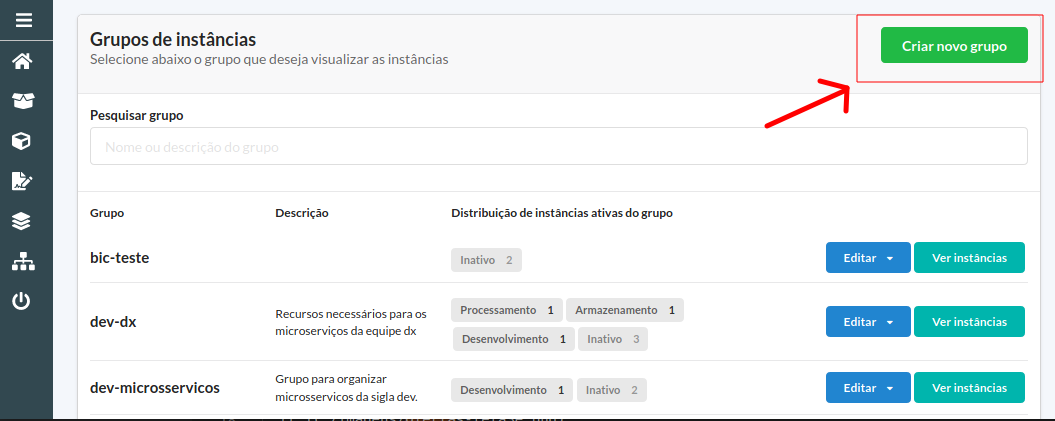 Grupos de instâncias
Selecione abaixo o grupo que deseja visualizar as instâncias
Criar novo grupo
Pesquisar grupo
Nome ou descrição do grupo
Grupo Descrição Distribuição de instâncias ativas do grupo
bic-teste Inativo 2 Editar Ver instâncias
dev-dx
Recursos necessários para os
microserviços da equipe dx
Processamento 1 Armazenamento 1
Desenvolvimento 1 Inativo 3
Editar Ver instâncias
dev-microsservicos
Grupo para organizar
microsservicos da sigla dev.
Desenvolvimento 1 Inativo 2
Editar Ver instâncias